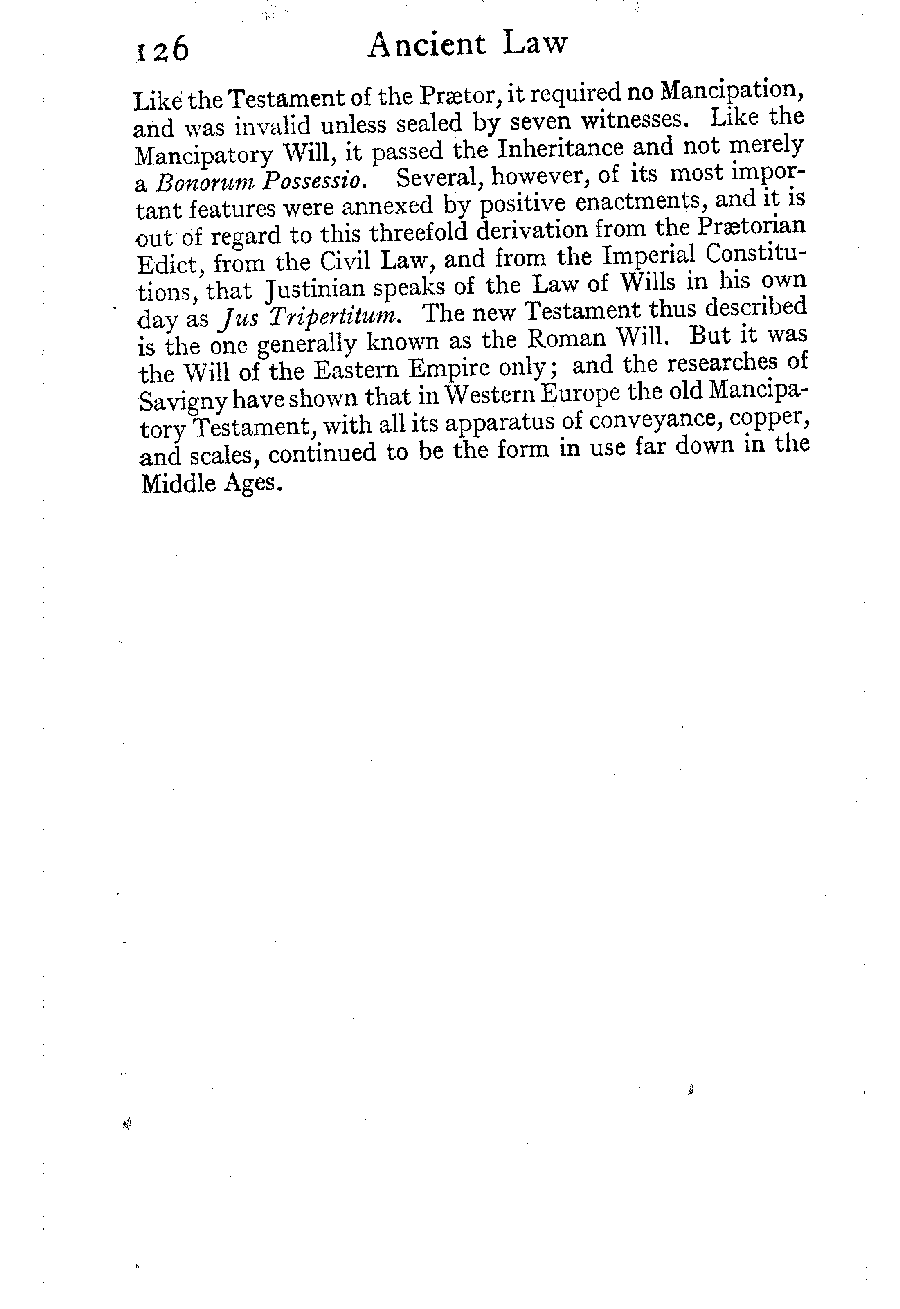 126 Ancient Law
Like the Testament of the Prætor, it required no Mancipation,
and was invalid unless sealed by seven witnesses. Like the
Mancipatory Will, it passed the Inheritance and not merely
a Bonorum Possessio. Several, however, of its most impor-
tant features were annexed by positive enactments, and it is
out of regard to this threefold derivation from the Prætorian
Edict, from the Civil Law, and from the Imperial Constitu-
tions, that Justinian speaks of the Law of Wills in his own
day as Jus Tripertitum. The new Testament thus described
is the one generally known as the Roman Will. But it was
the Will of the Eastern Empire only; and the researches of
Savigny have shown that in Western Europe the old Mancipa-
tory Testament, with all its apparatus of conveyance, copper,
and scales, continued to be the form in use far down in the
Middle Ages.